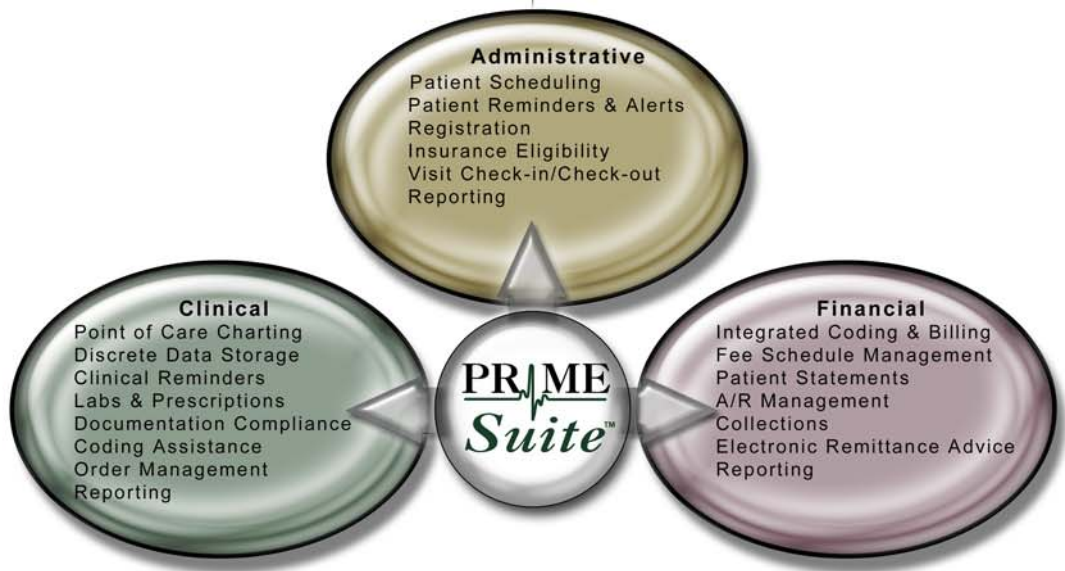 Administrative
Patient Scheduling
Patient Reminders & Alerts
Registration
Insurance Eligibility
Visit Check-in/Check-out
Reporting
Clinical
Point of Care Charting
Discrete Data Storage
Clinical Reminders
Labs & Prescriptions
Documentation Compliance
Coding Assistance
Order Management
Reporting
PRIME
Suite™
Financial
Integrated Coding & Billing
Fee Schedule Management
Patient Statements
A/R Management
Collections
Electronic Remittance Advice
Reporting